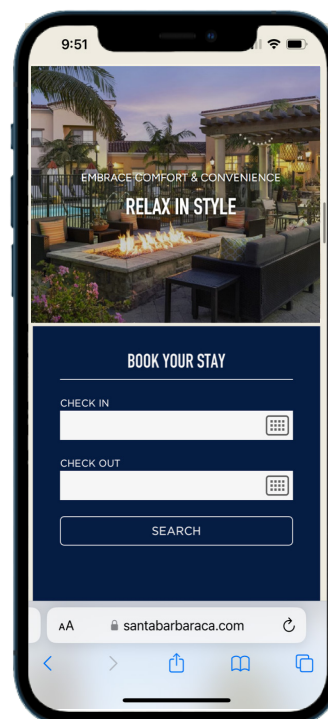 9:51
EMBRACE COMFORT & CONVENIENCE
RELAX IN STYLE
BOOK YOUR STAY
CHECK IN
CHECK OUT
SEARCH
AA santabarbaraca.com